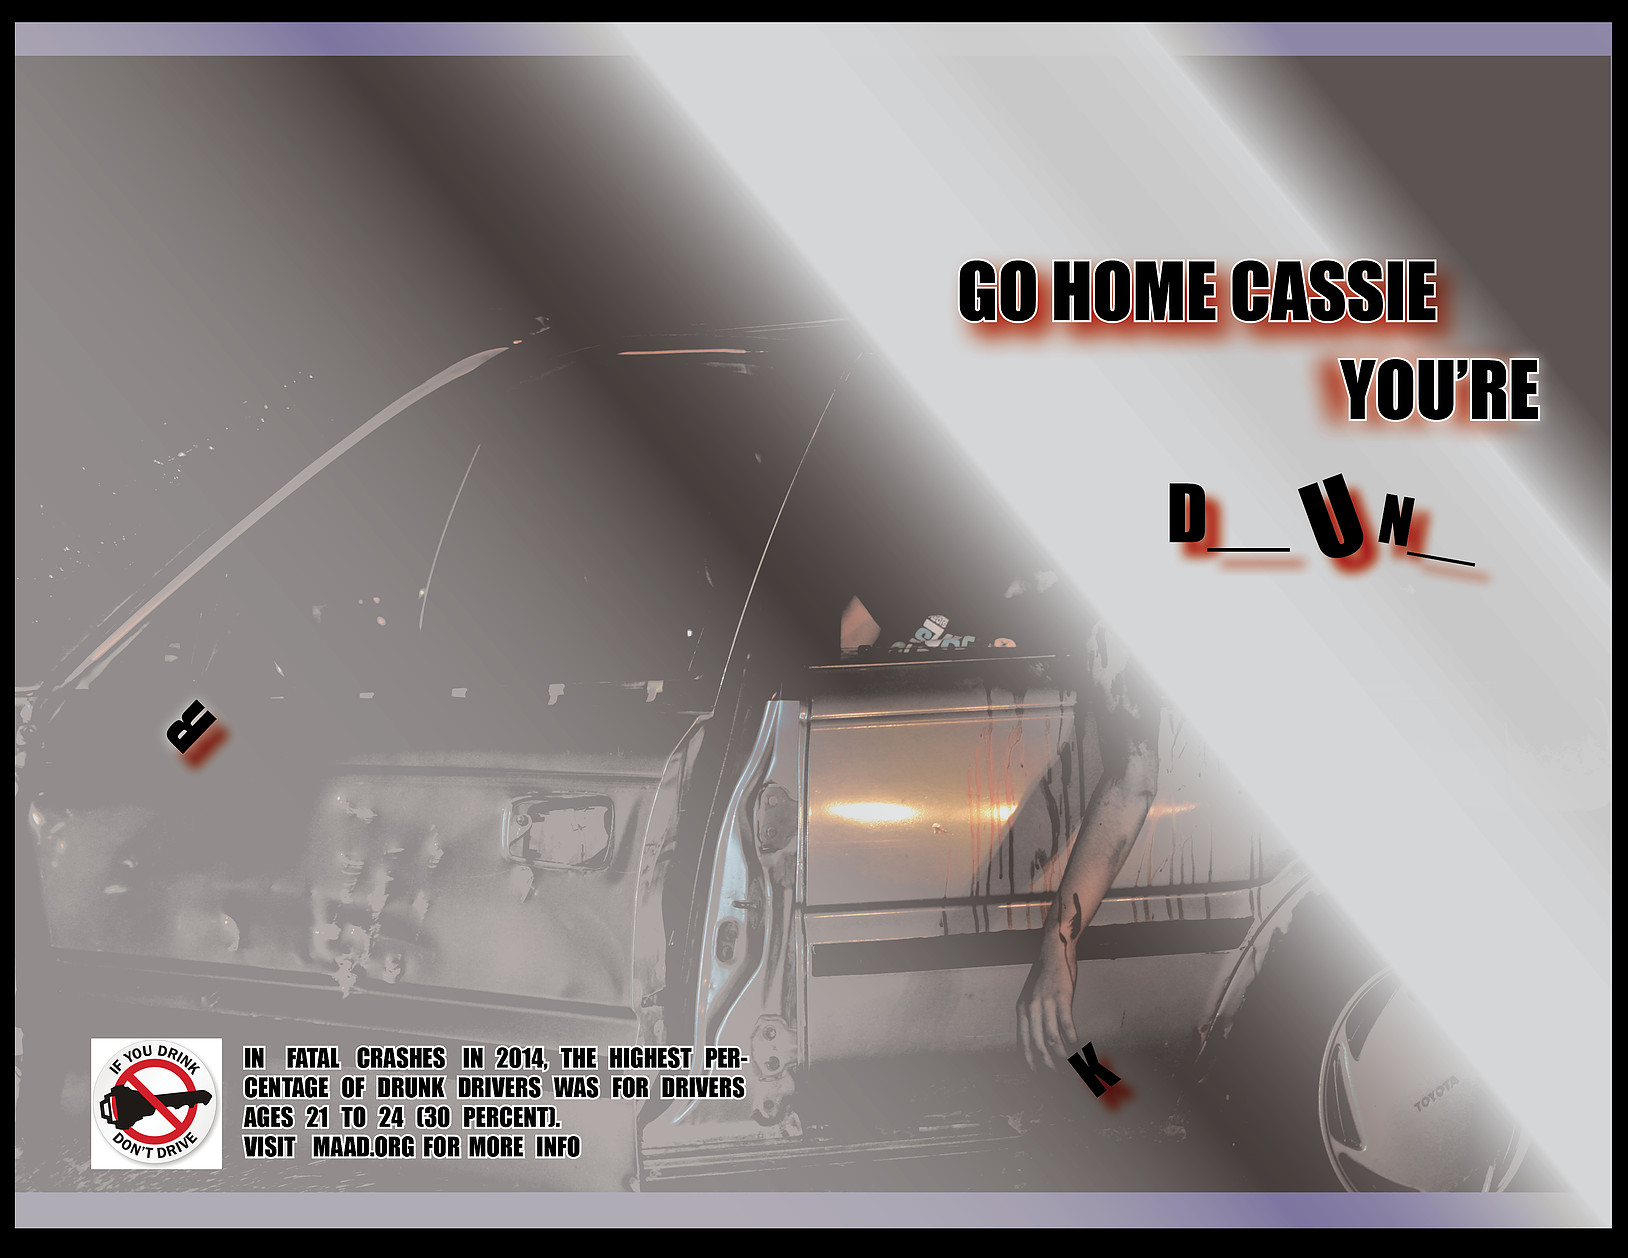 GO HOME CASSIE
YOU'RE
D__ UN__
R
K
IF YOU DRINK
DON'T DRIVE
IN FATAL CRASHES IN 2014, THE HIGHEST PER-
CENTAGE OF DRUNK DRIVERS WAS FOR DRIVERS
AGES 21 TO 24 (30 PERCENT).
VISIT MAAD.ORG FOR MORE INFO
TOYOTA